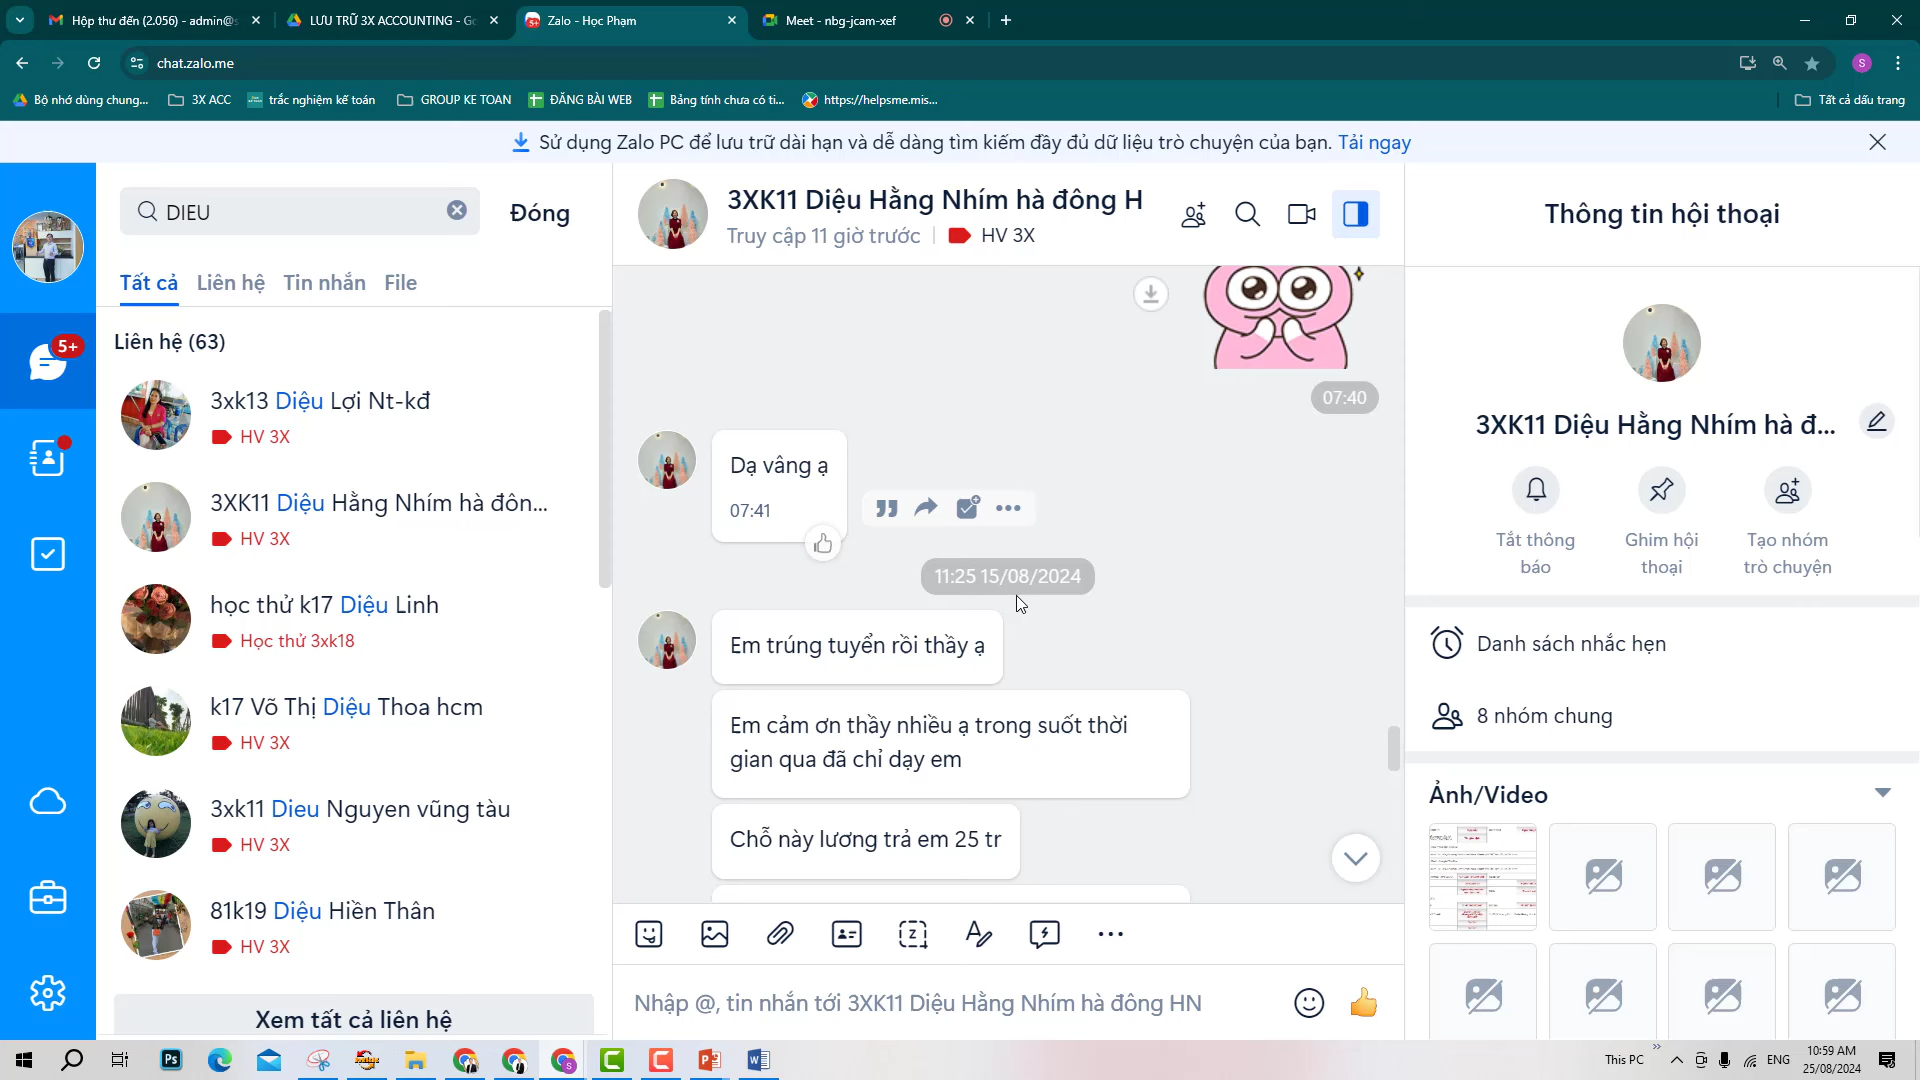 Hộp thư đến (2.056) - admin@s
LƯU TRỮ 3X ACCOUNTING - Go
Zalo - Học Phạm
Meet - nbg-jcam-xef
chat.zalo.me
Bộ nhớ dùng chung...
3X ACC
trắc nghiệm kế toán
GROUP KE TOAN
ĐĂNG BÀI WEB
Bảng tính chưa có ti...
https://helpsme.mis...
Tất cả dấu trang
Sử dụng Zalo PC để lưu trữ dài hạn và dễ dàng tìm kiếm đầy đủ dữ liệu trò chuyện của bạn. Tải ngay
DIEU
Đóng
Tất cả
Liên hệ
Tin nhắn
File
5+
Liên hệ (63)
3xk13 Diệu Lợi Nt-kđ
HV 3X
3XK11 Diệu Hằng Nhím hà đôn...
HV 3X
học thử k17 Diệu Linh
Học thử 3xk18
k17 Võ Thị Diệu Thoa hcm
HV 3X
3xk11 Dieu Nguyen vũng tàu
HV 3X
81k19 Diệu Hiền Thân
HV 3X
Xem tất cả liên hệ
3XK11 Diệu Hằng Nhím hà đông H
Truy cập 11 giờ trước
HV 3X
07:40
Dạ vâng ạ
07:41
11:25 15/08/2024
Em trúng tuyển rồi thầy ạ
Em cảm ơn thầy nhiều ạ trong suốt thời
gian qua đã chỉ dạy em
Chỗ này lương trả em 25 tr
Nhập @, tin nhắn tới 3XK11 Diệu Hằng Nhím hà đông HN
Thông tin hội thoại
3XK11 Diệu Hằng Nhím hà đ...
Tắt thông
báo
Ghim hội
thoại
Tạo nhóm
trò chuyện
Danh sách nhắc hẹn
8 nhóm chung
Ảnh/Video
This PC
ENG
10:59 AM
25/08/2024